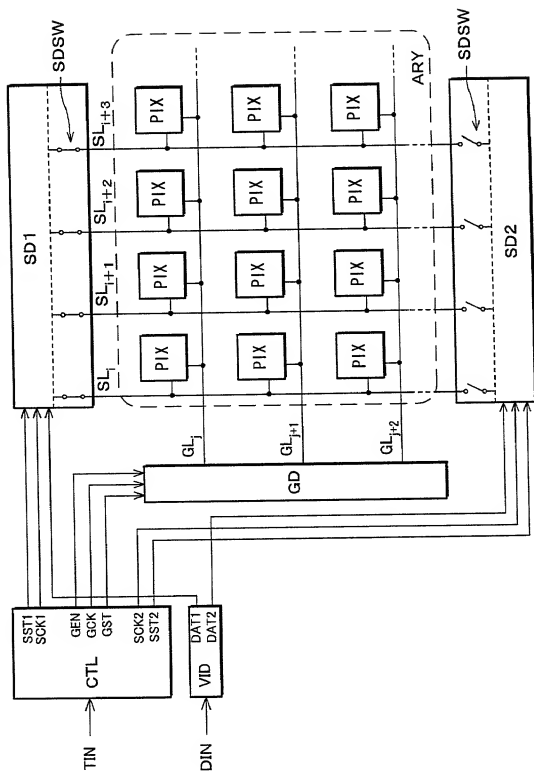 SDSW
SD1
SL_i
SL_{i+1}
SL_{i+2}
SL_{i+3}
PIX
PIX
PIX
PIX
PIX
PIX
PIX
PIX
PIX
PIX
PIX
PIX
ARY
GL_j
GL_{j+1}
GL_{j+2}
GD
SD2
SDSW
TIN
CTL
SST1
SCK1
GEN
GCK
GST
SCK2
SST2
DIN
VID
DAT1
DAT2